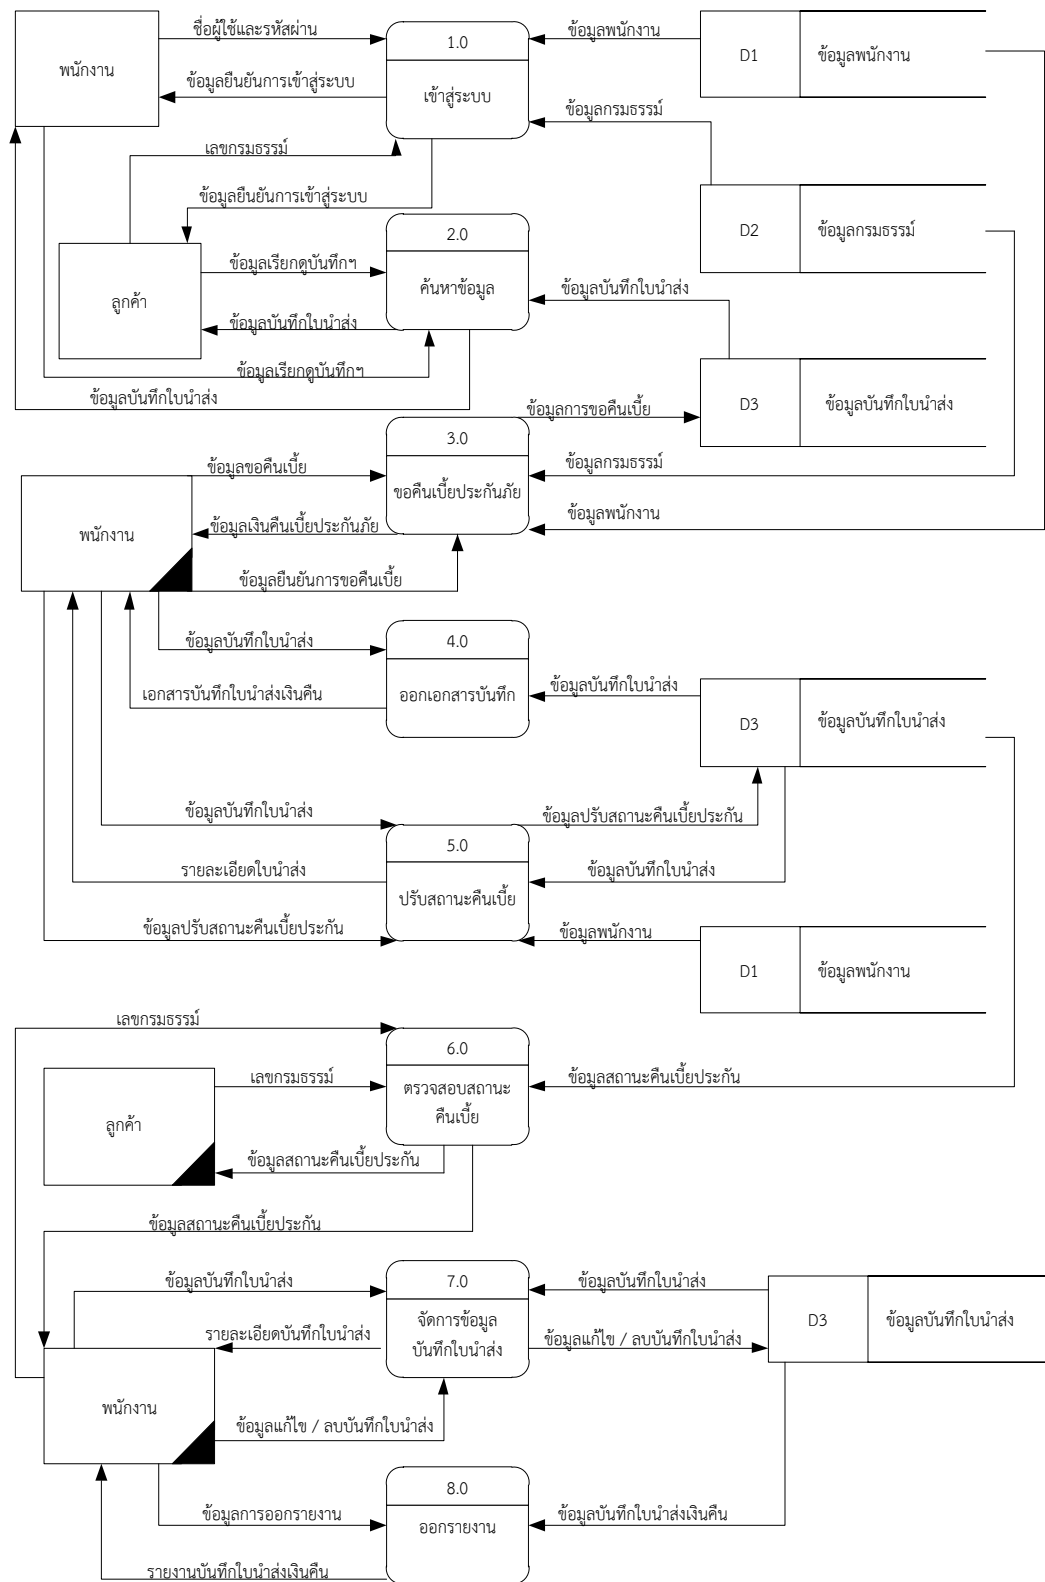 ชื่อผู้ใช้และรหัสผ่าน
1.0
ข้อมูลพนักงาน
D1
ข้อมูลพนักงาน
พนักงาน
ข้อมูลยืนยันการเข้าสู่ระบบ
เข้าสู่ระบบ
ข้อมูลกรมธรรม์
เลขกรมธรรม์
ข้อมูลยืนยันการเข้าสู่ระบบ
2.0
D2
ข้อมูลกรมธรรม์
ข้อมูลเรียกดูบันทึกฯ
ค้นหาข้อมูล
ข้อมูลบันทึกใบนำส่ง
ลูกค้า
ข้อมูลบันทึกใบนำส่ง
ข้อมูลเรียกดูบันทึกฯ
ข้อมูลบันทึกใบนำส่ง
ข้อมูลการขอคืนเบี้ย
D3
ข้อมูลบันทึกใบนำส่ง
3.0
ข้อมูลขอคืนเบี้ย
ข้อมูลกรมธรรม์
ขอคืนเบี้ยประกันภัย
ข้อมูลเงินคืนเบี้ยประกันภัย
ข้อมูลพนักงาน
พนักงาน
ข้อมูลยืนยันการขอคืนเบี้ย
ข้อมูลบันทึกใบนำส่ง
4.0
เอกสารบันทึกใบนำส่งเงินคืน
ออกเอกสารบันทึก
ข้อมูลบันทึกใบนำส่ง
D3
ข้อมูลบันทึกใบนำส่ง
ข้อมูลบันทึกใบนำส่ง
ข้อมูลปรับสถานะคืนเบี้ยประกัน
5.0
รายละเอียดใบนำส่ง
ข้อมูลบันทึกใบนำส่ง
ปรับสถานะคืนเบี้ย
ข้อมูลปรับสถานะคืนเบี้ยประกัน
ข้อมูลพนักงาน
D1
ข้อมูลพนักงาน
เลขกรมธรรม์
6.0
เลขกรมธรรม์
ข้อมูลสถานะคืนเบี้ยประกัน
ตรวจสอบสถานะ
คืนเบี้ย
ลูกค้า
ข้อมูลสถานะคืนเบี้ยประกัน
ข้อมูลสถานะคืนเบี้ยประกัน
ข้อมูลบันทึกใบนำส่ง
7.0
ข้อมูลบันทึกใบนำส่ง
D3
ข้อมูลบันทึกใบนำส่ง
รายละเอียดบันทึกใบนำส่ง
จัดการข้อมูล
บันทึกใบนำส่ง
ข้อมูลแก้ไข / ลบบันทึกใบนำส่ง
พนักงาน
ข้อมูลแก้ไข / ลบบันทึกใบนำส่ง
8.0
ข้อมูลการออกรายงาน
ออกรายงาน
ข้อมูลบันทึกใบนำส่งเงินคืน
รายงานบันทึกใบนำส่งเงินคืน